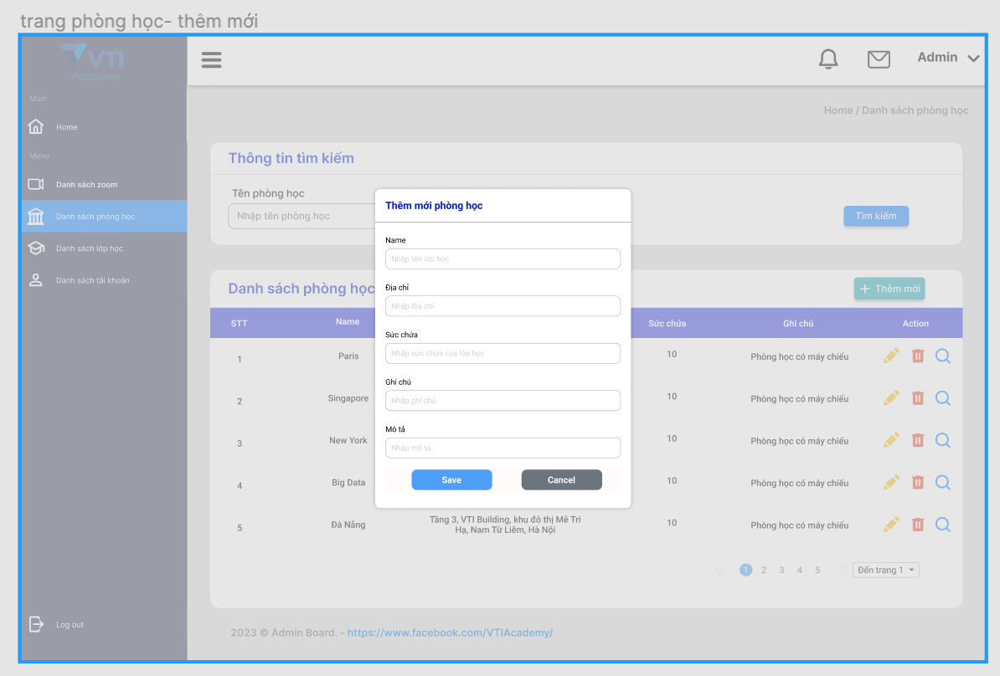 trang phòng học- thêm mới
VTI
Academy
Admin
Main
Home
Home / Danh sách phòng học
Menu
Thông tin tìm kiếm
Danh sách zoom
Tên phòng học
Thêm mới phòng học
Danh sách phòng học
Nhập tên phòng học
Tìm kiếm
Name
Danh sách lớp học
Nhập tên lớp học
Danh sách tài khoản
Địa chỉ
Danh sách phòng học
+ Thêm mới
Nhập địa chỉ
STT
Name
Sức chứa
Ghi chú
Action
Sức chứa
Nhập sức chưa của lớp học
1
Paris
10
Phòng học có máy chiếu
Ghi chú
Nhập ghi chú
2
Singapore
10
Phòng học có máy chiếu
Mô tả
Nhập mô tả
3
New York
10
Phòng học có máy chiếu
Save
Cancel
4
Big Data
10
Phòng học có máy chiếu
5
Đà Nẵng
Tầng 3, VTI Building, khu đô thị Mễ Trì
Hạ, Nam Từ Liêm, Hà Nội
10
Phòng học có máy chiếu
1 2 3 4 5
Đến trang 1
Log out
2023 © Admin Board. - https://www.facebook.com/VTIAcademy/